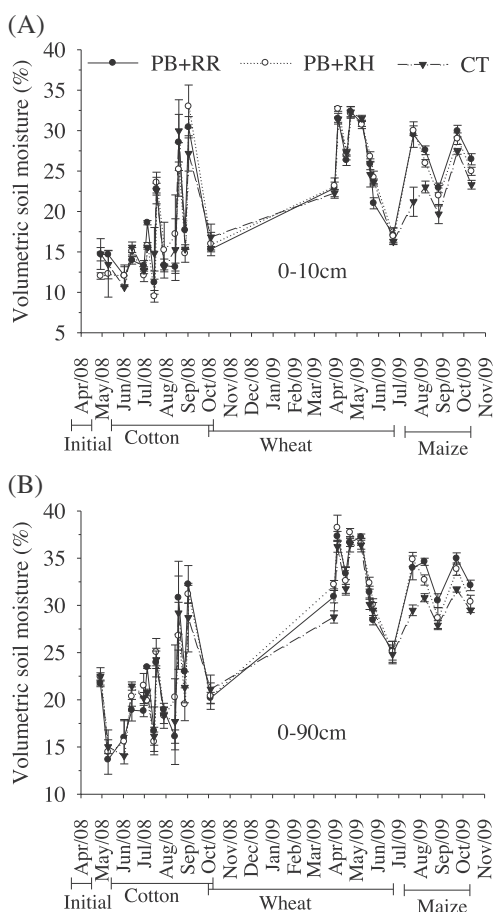 (A)
40
35
30
25
20
15
10
5
Volumetric soil moisture (%)
PB+RR PB+RH CT
0-10cm
Apr/08 May/08 Jun/08 Jul/08 Aug/08 Sep/08 Oct/08 Nov/08 Dec/08 Jan/09 Feb/09 Mar/09 Apr/09 May/09 Jun/09 Jul/09 Aug/09 Sep/09 Oct/09 Nov/08
Initial Cotton Wheat Maize
(B)
40
35
30
25
20
15
10
5
Volumetric soil moisture (%)
0-90cm
Apr/08 May/08 Jun/08 Jul/08 Aug/08 Sep/08 Oct/08 Nov/08 Dec/08 Jan/09 Feb/09 Mar/09 Apr/09 May/09 Jun/09 Jul/09 Aug/09 Sep/09 Oct/09 Nov/08
Initial Cotton Wheat Maize